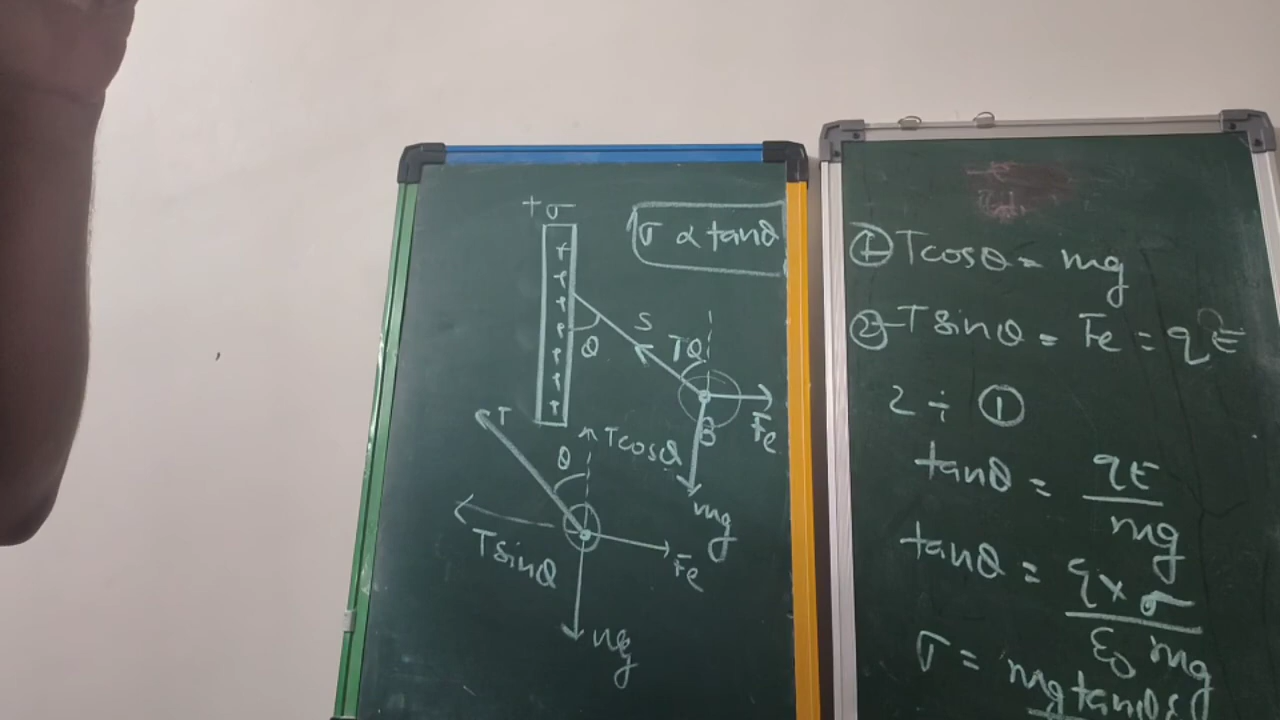 +σ
σ ∝ tanθ
+
+
+
+
+
+
+
S
θ
Tθ
B
Fe
mg
T
θ
Tcosθ
Tsinθ
Fe
mg
① Tcosθ = mg
② Tsinθ = Fe = qE
2 ÷ ①
tanθ = qE
mg
tanθ = q × σ
ε0 mg
σ = mg tanθ ε